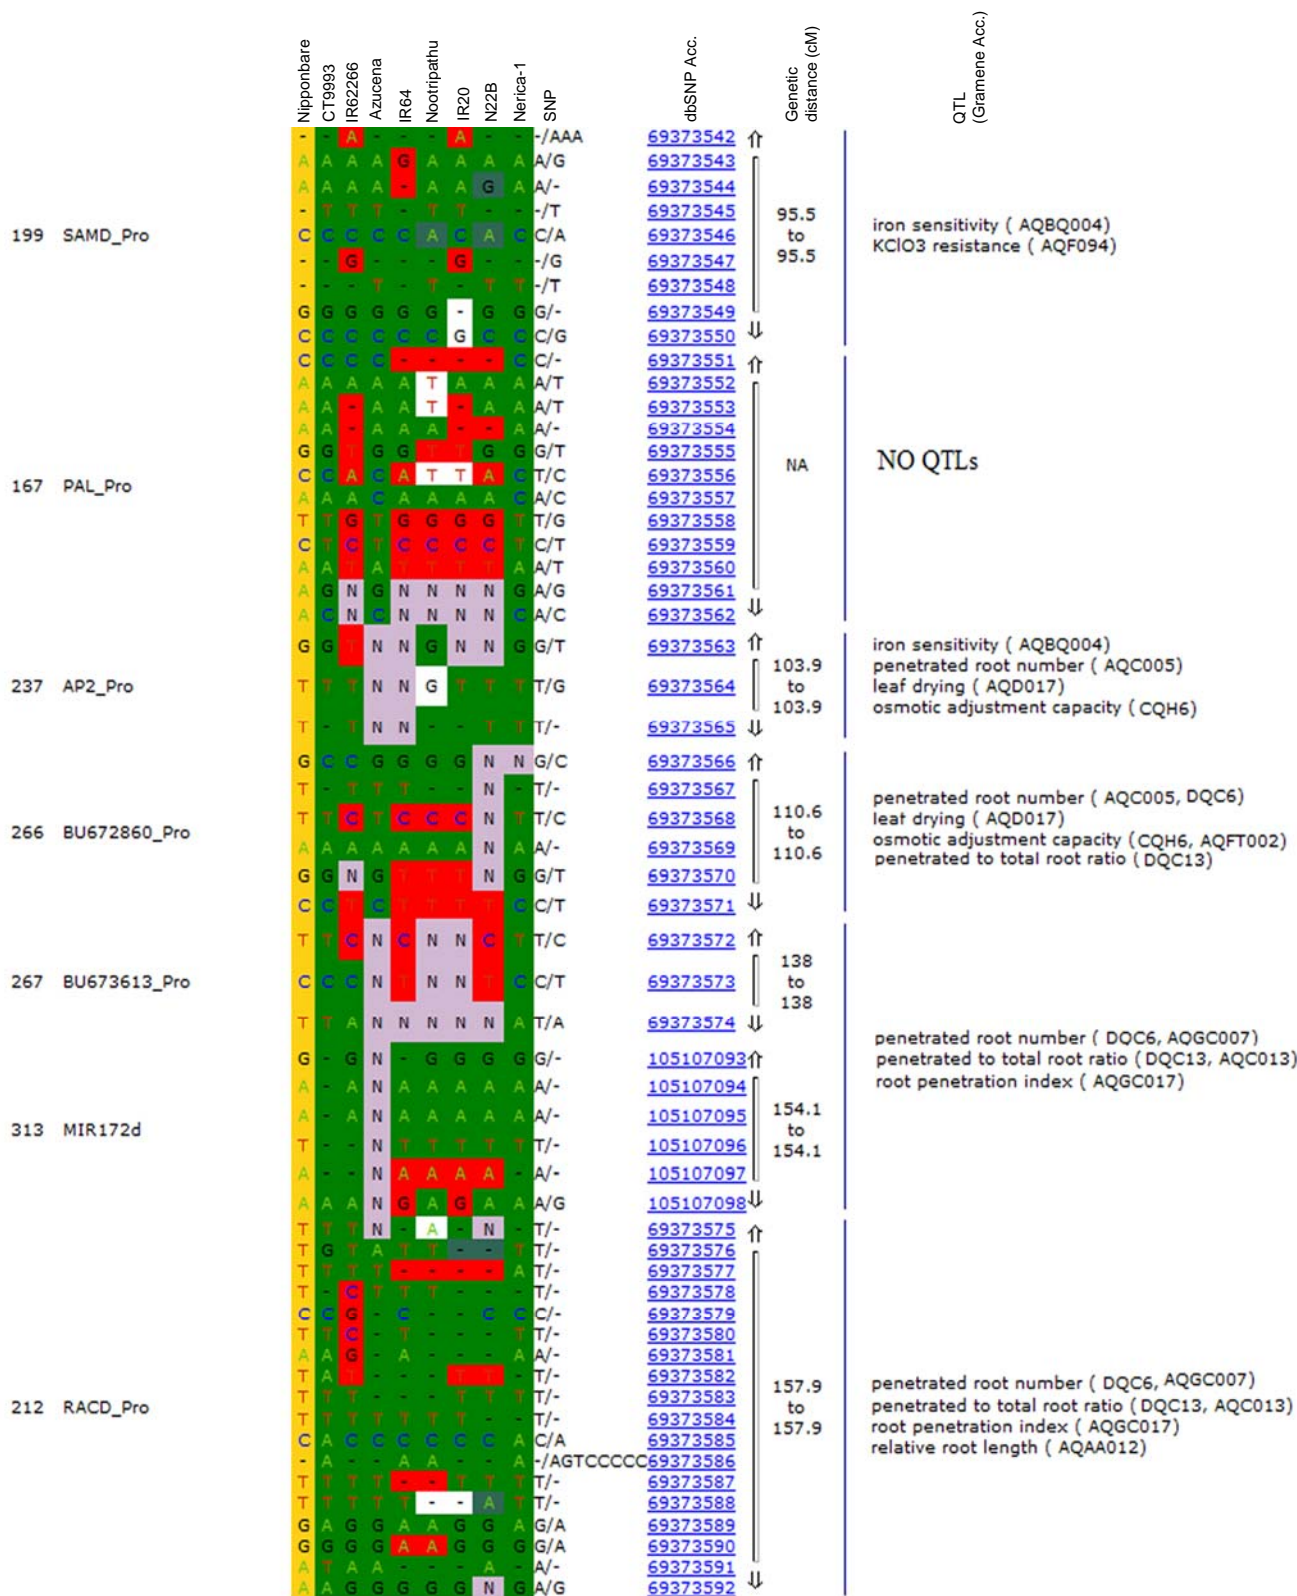 Nipponbare CT9993 IR62266 Azucena IR64 Nootripathu IR20 N22B Nerica-1 SNP dbSNP Acc. Genetic distance (cM) QTL (Gramene Acc.)
- - A - - - A - - -/AAA 69373542
A A A A G A A A A A/G 69373543
A A A A - A A G A A/- 69373544
- T T T - T T - - -/T 69373545 95.5
199 SAMD_Pro C C C C C A C A C C/A 69373546 to iron sensitivity ( AQBQ004)
- - G - - - G - - -/G 69373547 95.5 KClO3 resistance ( AQF094)
- - - T - T - T T -/T 69373548
G G G G G G - G G G/- 69373549
C C C C C C G C C C/G 69373550
C C C C - - - - C C/- 69373551
A A A A A T A A A A/T 69373552
A A - A A T - A A A/T 69373553
A A - A A A - - A A/- 69373554
G G T G G T T G G G/T 69373555
C C A C A T T A C T/C 69373556 NA NO QTLs
167 PAL_Pro A A A C A A A A C A/C 69373557
T T G T G G G G T T/G 69373558
C T C T C C C C T C/T 69373559
A A T A T T T T A A/T 69373560
A G N G N N N N G A/G 69373561
A C N C N N N N C A/C 69373562
G G T N N G N N G G/T 69373563 iron sensitivity ( AQBQ004)
103.9 penetrated root number ( AQC005)
237 AP2_Pro T T T N N G T T T T/G 69373564 to leaf drying ( AQD017)
103.9 osmotic adjustment capacity ( CQH6)
T - T N N - - T T T/- 69373565
G C C G G G G N N G/C 69373566
T - T T T - - N - T/- 69373567 penetrated root number ( AQC005, DQC6)
T T C T C C C N T T/C 69373568 110.6 leaf drying ( AQD017)
266 BU672860_Pro A A A A A A A N A A/- 69373569 to osmotic adjustment capacity (CQH6, AQFT002)
110.6 penetrated to total root ratio ( DQC13)
G G N G T T T N G G/T 69373570
C C T C T T T T C C/T 69373571
T T C N C N N C T T/C 69373572
138
267 BU673613_Pro C C C N T N N T C C/T 69373573 to
138
T T A N N N N N A T/A 69373574
penetrated root number ( DQC6, AQGC007)
G - G N - G G G G G/- 105107093 penetrated to total root ratio ( DQC13, AQC013)
A - A N A A A A A A/- 105107094 root penetration index ( AQGC017)
A - A N A A A A A A/- 105107095 154.1
313 MIR172d to
T - - N T T T T T T/- 105107096 154.1
A - - N A A A A - A/- 105107097
A A A N G A G A A A/G 105107098
T T T N - A - N - T/- 69373575
T G T A T T - - T T/- 69373576
T T T T - - - - A T/- 69373577
T - C T T T - - - T/- 69373578
C C G - C - - C C C/- 69373579
T T C - T - - - T T/- 69373580
A A G - A - - - A A/- 69373581
T A T - - - T T - T/- 69373582 157.9 penetrated root number ( DQC6, AQGC007)
212 RACD_Pro T T T - - - T T T T/- 69373583 to penetrated to total root ratio ( DQC13, AQC013)
T T T T T T T - - T/- 69373584 157.9 root penetration index ( AQGC017)
C A C C C C C C A C/A 69373585 relative root length ( AQAA012)
- A - - A A - - A -/AGTCCCCC 69373586
T T T T - - T T T T/- 69373587
T T T T T - - A T T/- 69373588
G A G G A A G G A G/A 69373589
G G G G A A G G G G/A 69373590
A T A A - - - A - A/- 69373591
A A G G G G G N G A/G 69373592